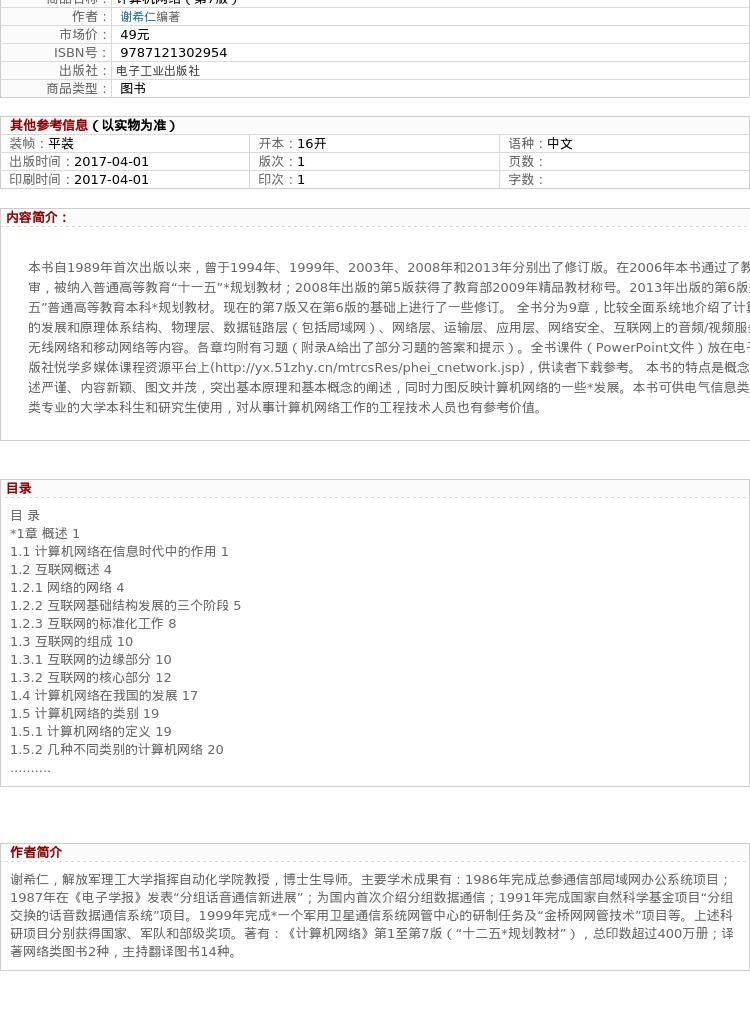 商品名称： 计算机网络（第7版）
作者： 谢希仁编著
市场价： 49元
ISBN号： 9787121302954
出版社： 电子工业出版社
商品类型： 图书
其他参考信息（以实物为准）
装帧：平装 开本：16开 语种：中文
出版时间：2017-04-01 版次：1 页数：
印刷时间：2017-04-01 印次：1 字数：
内容简介：
本书自1989年首次出版以来，曾于1994年、1999年、2003年、2008年和2013年分别出了修订版。在2006年本书通过了教
审，被纳入普通高等教育“十一五”*规划教材；2008年出版的第5版获得了教育部2009年精品教材称号。2013年出版的第6版
五”普通高等教育本科*规划教材。现在的第7版又在第6版的基础上进行了一些修订。 全书分为9章，比较全面系统地介绍了计
的发展和原理体系结构、物理层、数据链路层（包括局域网）、网络层、运输层、应用层、网络安全、互联网上的音频/视频服
无线网络和移动网络等内容。各章均附有习题（附录A给出了部分习题的答案和提示）。全书课件（PowerPoint文件）放在电
版社悦学多媒体课程资源平台上(http://yx.51zhy.cn/mtrcsRes/phei_cnetwork.jsp)，供读者下载参考。 本书的特点是概念
述严谨、内容新颖、图文并茂，突出基本原理和基本概念的阐述，同时力图反映计算机网络的一些*发展。本书可供电气信息类
类专业的大学本科生和研究生使用，对从事计算机网络工作的工程技术人员也有参考价值。
目录
目 录
*1章 概述 1
1.1 计算机网络在信息时代中的作用 1
1.2 互联网概述 4
1.2.1 网络的网络 4
1.2.2 互联网基础结构发展的三个阶段 5
1.2.3 互联网的标准化工作 8
1.3 互联网的组成 10
1.3.1 互联网的边缘部分 10
1.3.2 互联网的核心部分 12
1.4 计算机网络在我国的发展 17
1.5 计算机网络的类别 19
1.5.1 计算机网络的定义 19
1.5.2 几种不同类别的计算机网络 20
..........
作者简介
谢希仁，解放军理工大学指挥自动化学院教授，博士生导师。主要学术成果有：1986年完成总参通信部局域网办公系统项目；
1987年在《电子学报》发表“分组话音通信新进展”；为国内首次介绍分组数据通信；1991年完成国家自然科学基金项目“分组
交换的话音数据通信系统”项目。1999年完成*一个军用卫星通信系统网管中心的研制任务及“金桥网网管技术”项目等。上述科
研项目分别获得国家、军队和部级奖项。著有：《计算机网络》第1至第7版（“十二五*规划教材”），总印数超过400万册；译
著网络类图书2种，主持翻译图书14种。